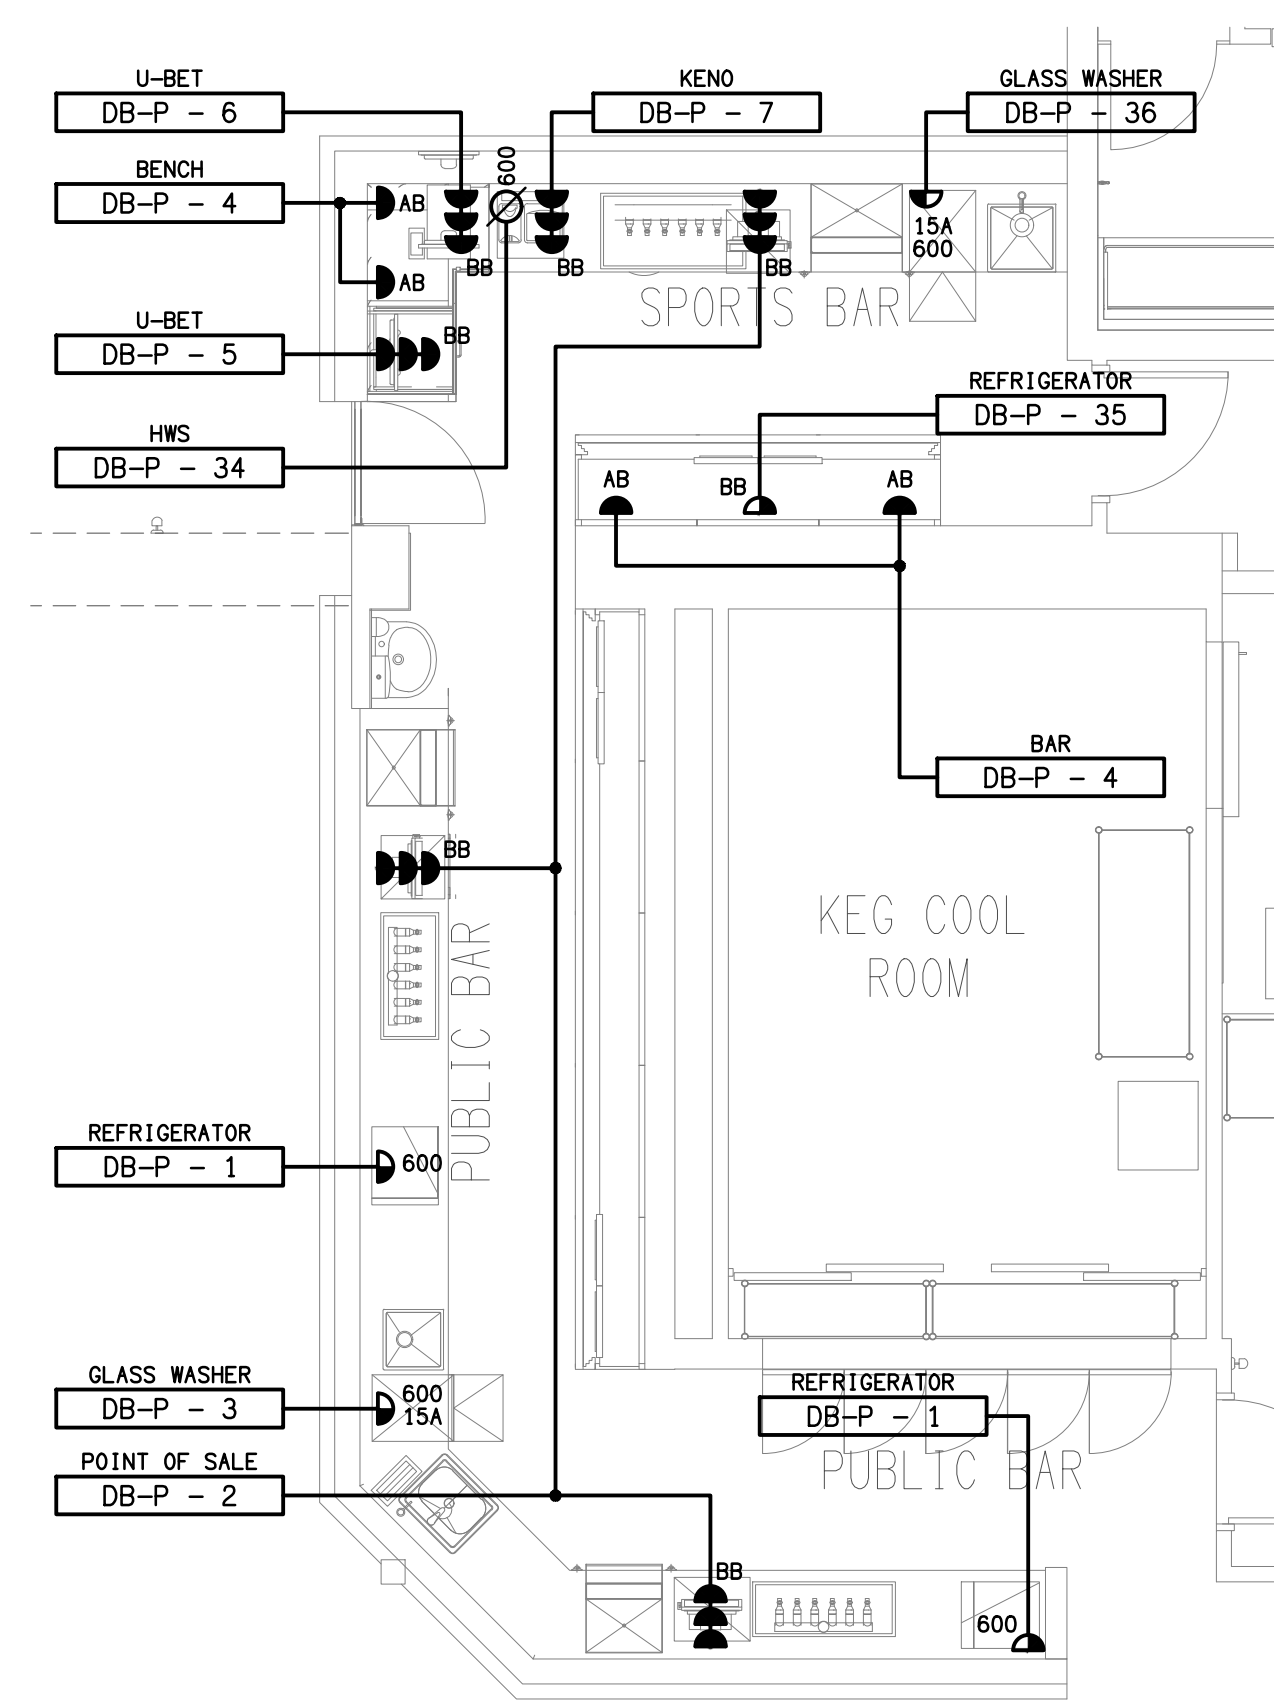 U-BET
DB-P - 6
KENO
DB-P - 7
GLASS WASHER
DB-P - 36
BENCH
DB-P - 4
600
AB
15A
600
BB
BB
BB
AB
SPORTS BAR
U-BET
DB-P - 5
BB
REFRIGERATOR
DB-P - 35
HWS
DB-P - 34
AB
BB
AB
BAR
DB-P - 4
BB
KEG COOL
ROOM
PUBLIC BAR
REFRIGERATOR
DB-P - 1
600
GLASS WASHER
DB-P - 3
600
15A
REFRIGERATOR
DB-P - 1
PUBLIC BAR
POINT OF SALE
DB-P - 2
BB
600